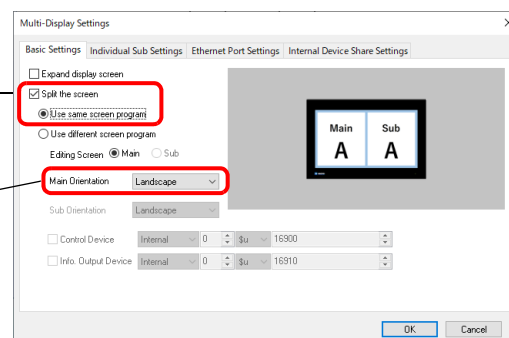 Multi-Display Settings
Basic Settings Individual Sub Settings Ethernet Port Settings Internal Device Share Settings
Expand display screen
Split the screen
Use same screen program
Use different screen program
Editing Screen Main Sub
Main Orientation Landscape
Sub Orientation Landscape
Control Device Internal 0 $u 16900
Info. Output Device Internal 0 $u 16910
Main Sub
A A
OK Cancel